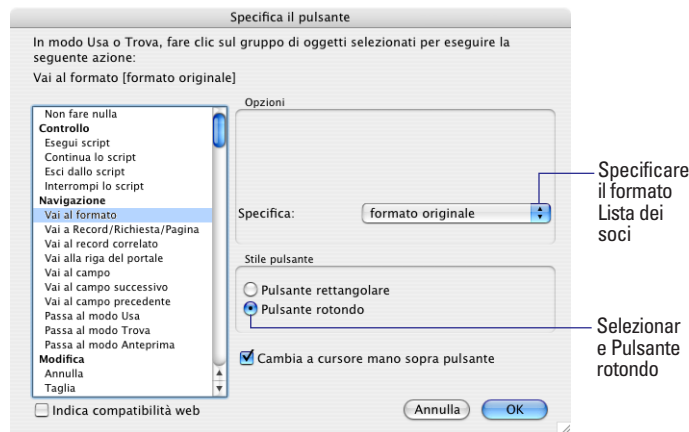 Specifica il pulsante
In modo Usa o Trova, fare clic sul gruppo di oggetti selezionati per eseguire la
seguente azione:
Vai al formato [formato originale]
Non fare nulla
Controllo
Esegui script
Continua lo script
Esci dallo script
Interrompi lo script
Navigazione
Vai al formato
Vai a Record/Richiesta/Pagina
Vai al record correlato
Vai alla riga del portale
Vai al campo
Vai al campo successivo
Vai al campo precedente
Passa al modo Usa
Passa al modo Trova
Passa al modo Anteprima
Modifica
Annulla
Taglia
Indica compatibilità web
Opzioni
Specifica: formato originale
Stile pulsante
Pulsante rettangolare
Pulsante rotondo
Cambia a cursore mano sopra pulsante
Annulla
OK
Specificare
il formato
Lista dei
soci
Selezionar
e Pulsante
rotondo